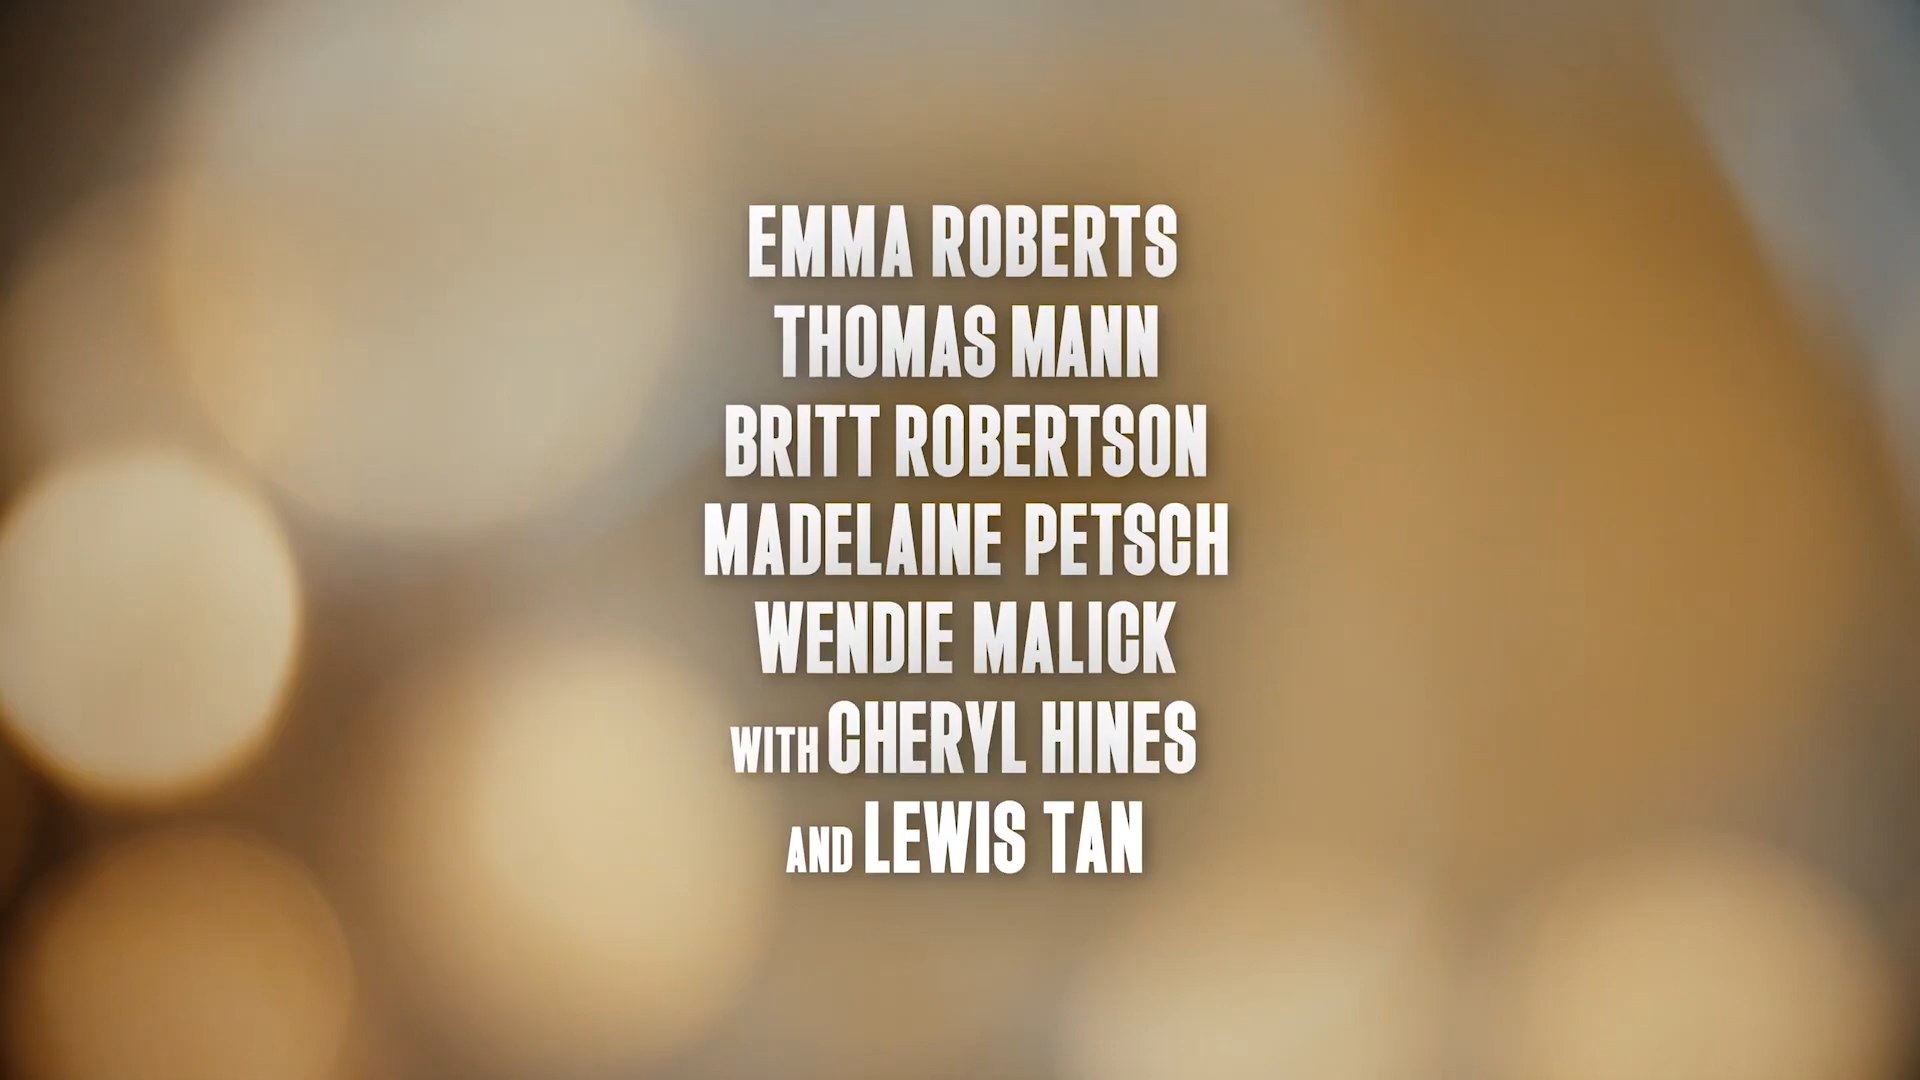 EMMA ROBERTS
THOMAS MANN
BRITT ROBERTSON
MADELAINE PETSCH
WENDIE MALICK
WITH CHERYL HINES
AND LEWIS TAN